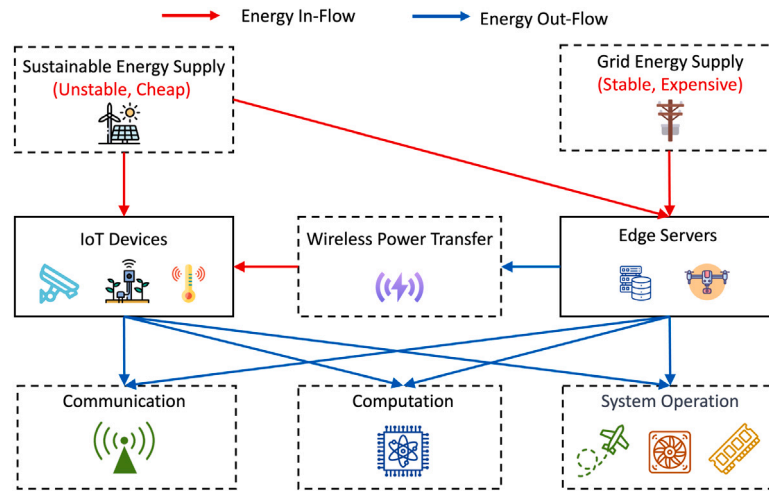 Energy In-Flow
Energy Out-Flow
Sustainable Energy Supply
(Unstable, Cheap)
Grid Energy Supply
(Stable, Expensive)
IoT Devices
Wireless Power Transfer
Edge Servers
Communication
Computation
System Operation